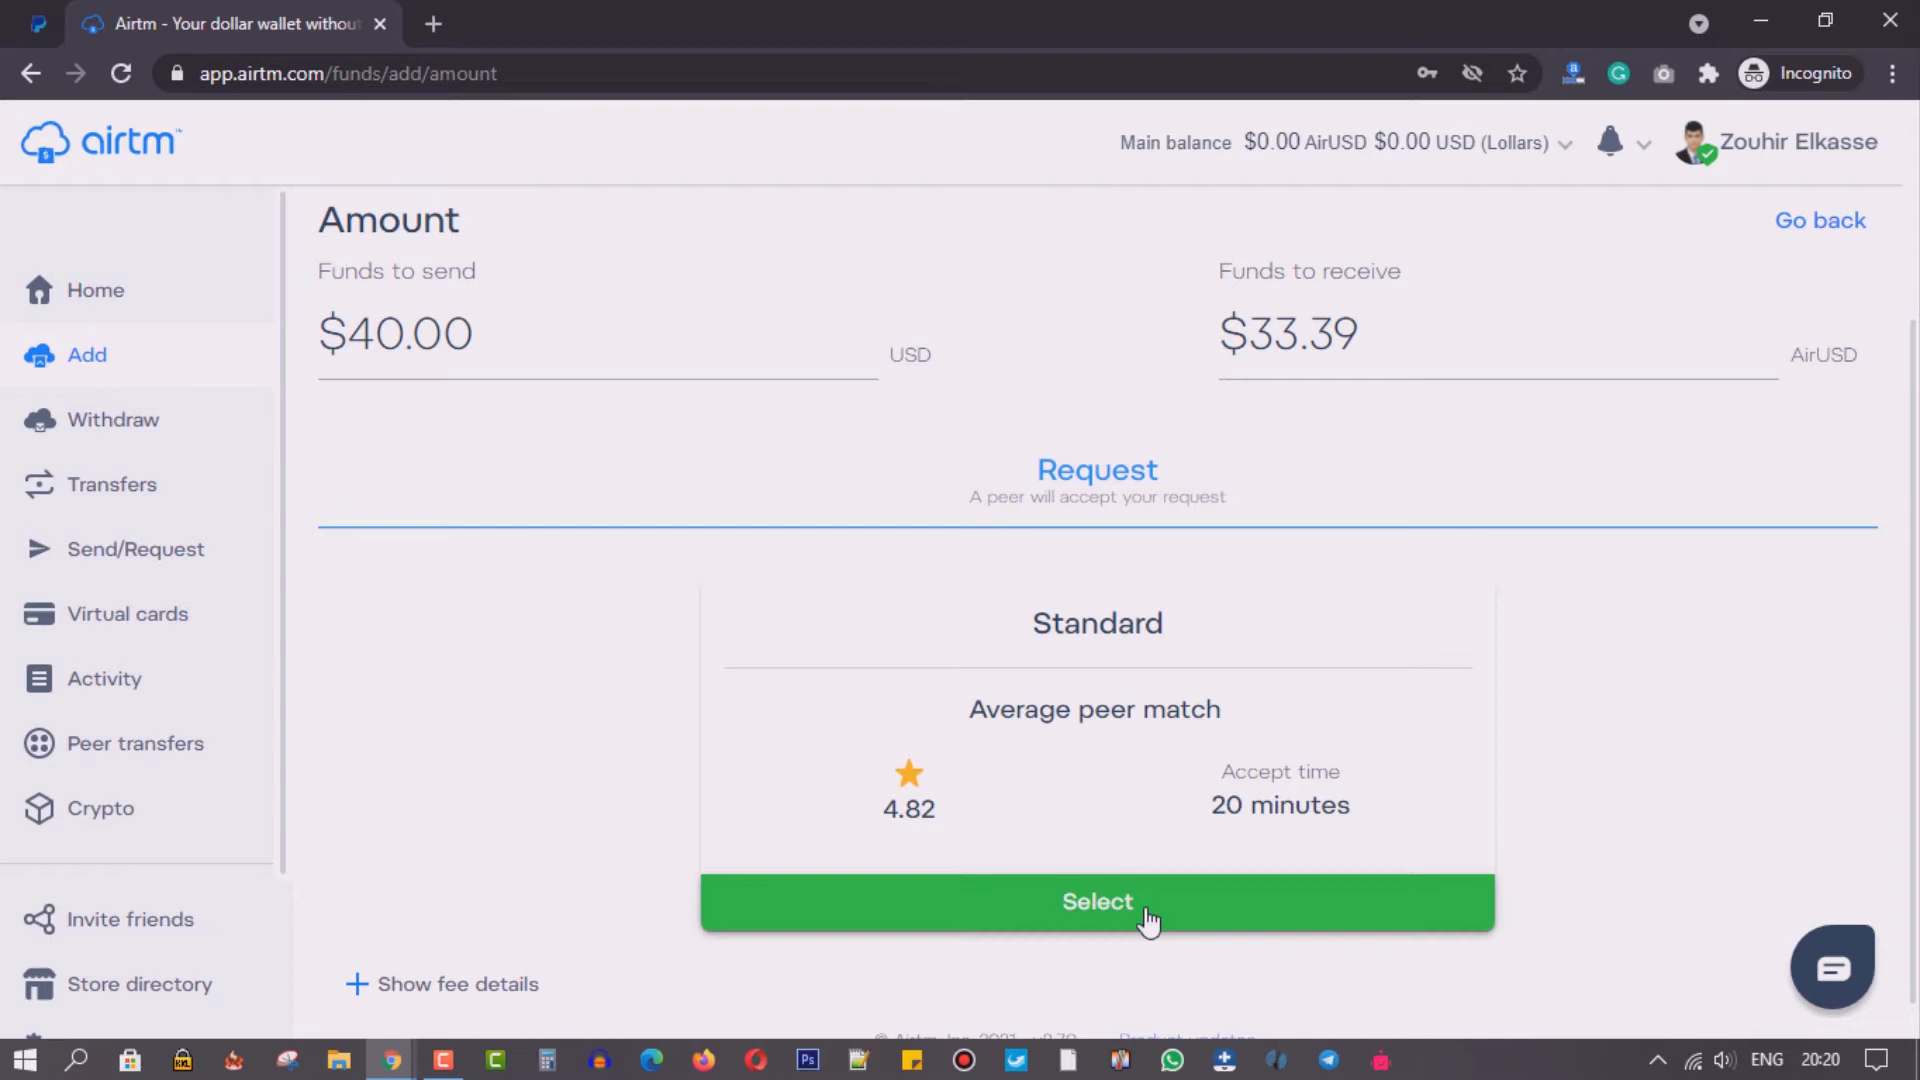 Airtm - Your dollar wallet without
app.airtm.com/funds/add/amount
Incognito
airtm™
Main balance $0.00 AirUSD $0.00 USD (Lollars)
Zouhir Elkasse
Home
Add
Withdraw
Transfers
Send/Request
Virtual cards
Activity
Peer transfers
Crypto
Invite friends
Store directory
Amount
Go back
Funds to send
Funds to receive
$40.00 USD
$33.39 AirUSD
Request
A peer will accept your request
Standard
Average peer match
4.82
Accept time
20 minutes
Select
+ Show fee details
ENG 20:20